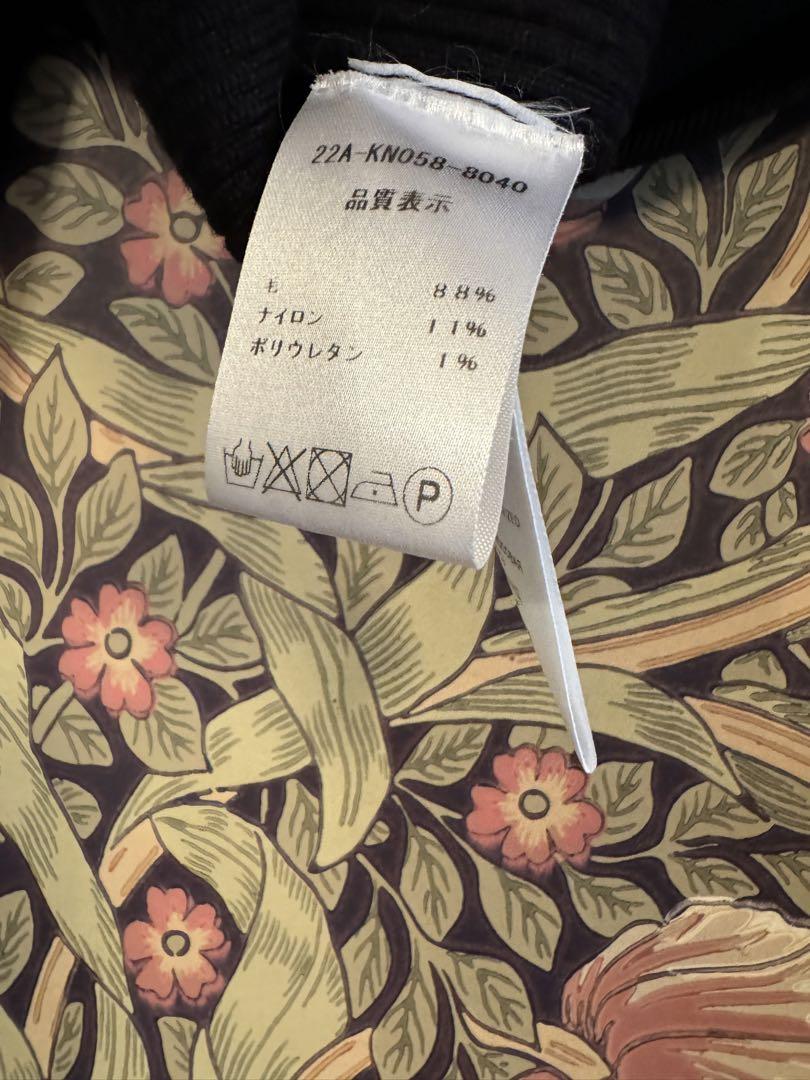 22A-KN058-8040
品質表示
毛 88%
ナイロン 11%
ポリウレタン 1%
P